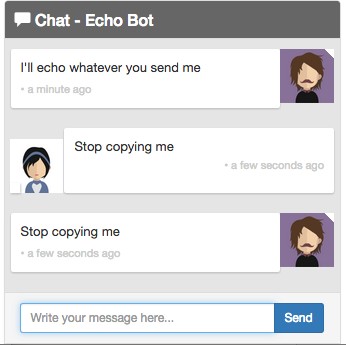 Chat - Echo Bot
I'll echo whatever you send me
• a minute ago
Stop copying me
• a few seconds ago
Stop copying me
• a few seconds ago
Write your message here...
Send